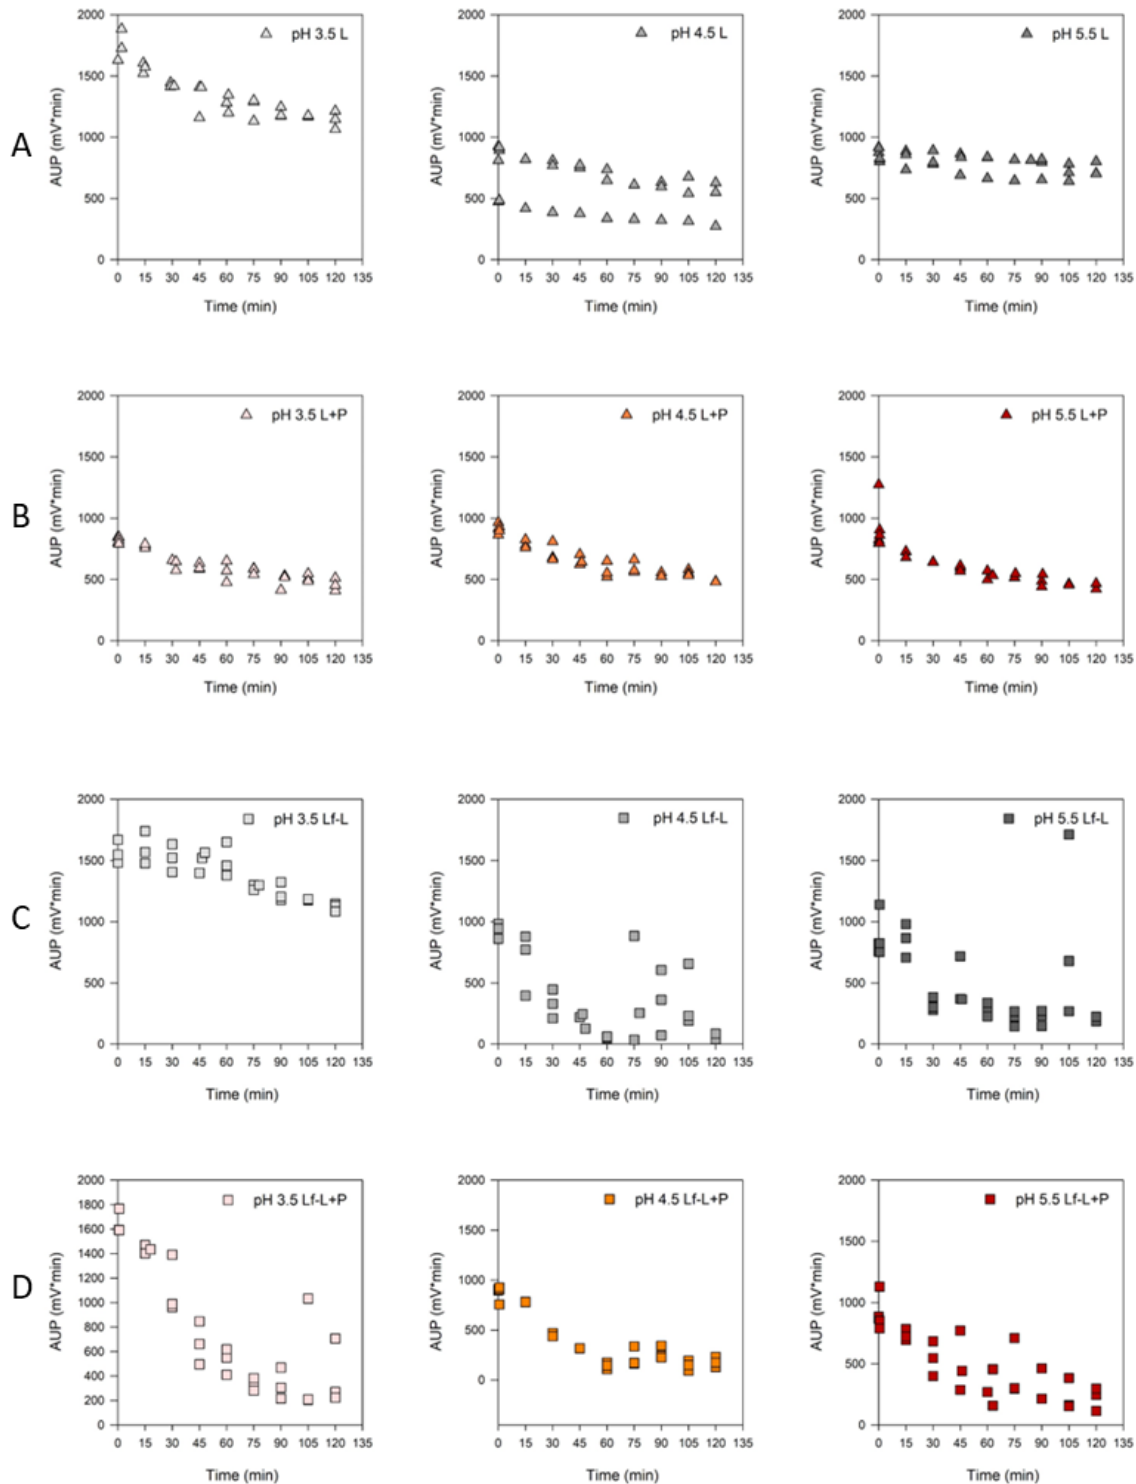 A
AUP (mV*min)
2000
1500
1000
500
0
pH 3.5 L
0 15 30 45 60 75 90 105 120 135
Time (min)
AUP (mV*min)
2000
1500
1000
500
0
pH 4.5 L
0 15 30 45 60 75 90 105 120 135
Time (min)
AUP (mV*min)
2000
1500
1000
500
0
pH 5.5 L
0 15 30 45 60 75 90 105 120 135
Time (min)
B
AUP (mV*min)
2000
1500
1000
500
0
pH 3.5 L+P
0 15 30 45 60 75 90 105 120 135
Time (min)
AUP (mV*min)
2000
1500
1000
500
0
pH 4.5 L+P
0 15 30 45 60 75 90 105 120 135
Time (min)
AUP (mV*min)
2000
1500
1000
500
0
pH 5.5 L+P
0 15 30 45 60 75 90 105 120 135
Time (min)
C
AUP (mV*min)
2000
1500
1000
500
0
pH 3.5 Lf-L
0 15 30 45 60 75 90 105 120 135
Time (min)
AUP (mV*min)
2000
1500
1000
500
0
pH 4.5 Lf-L
0 15 30 45 60 75 90 105 120 135
Time (min)
AUP (mV*min)
2000
1500
1000
500
0
pH 5.5 Lf-L
0 15 30 45 60 75 90 105 120 135
Time (min)
D
AUP (mV*min)
2000
1800
1600
1400
1200
1000
800
600
400
200
0
pH 3.5 Lf-L+P
0 15 30 45 60 75 90 105 120 135
Time (min)
AUP (mV*min)
2000
1500
1000
500
0
pH 4.5 Lf-L+P
0 15 30 45 60 75 90 105 120 135
Time (min)
AUP (mV*min)
2000
1500
1000
500
0
pH 5.5 Lf-L+P
0 15 30 45 60 75 90 105 120 135
Time (min)